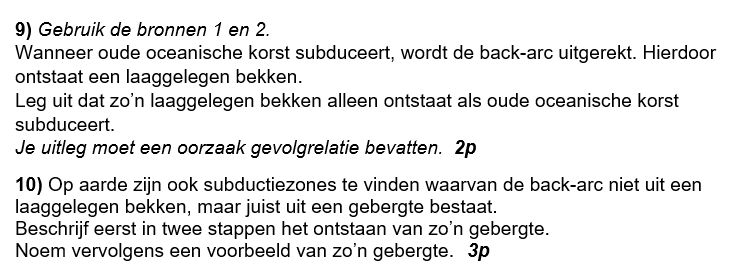 9) Gebruik de bronnen 1 en 2.
Wanneer oude oceanische korst subduceert, wordt de back-arc uitgerekt. Hierdoor
ontstaat een laaggelegen bekken.
Leg uit dat zo’n laaggelegen bekken alleen ontstaat als oude oceanische korst
subduceert.
Je uitleg moet een oorzaak gevolgrelatie bevatten. 2p
10) Op aarde zijn ook subductiezones te vinden waarvan de back-arc niet uit een
laaggelegen bekken, maar juist uit een gebergte bestaat.
Beschrijf eerst in twee stappen het ontstaan van zo’n gebergte.
Noem vervolgens een voorbeeld van zo’n gebergte. 3p